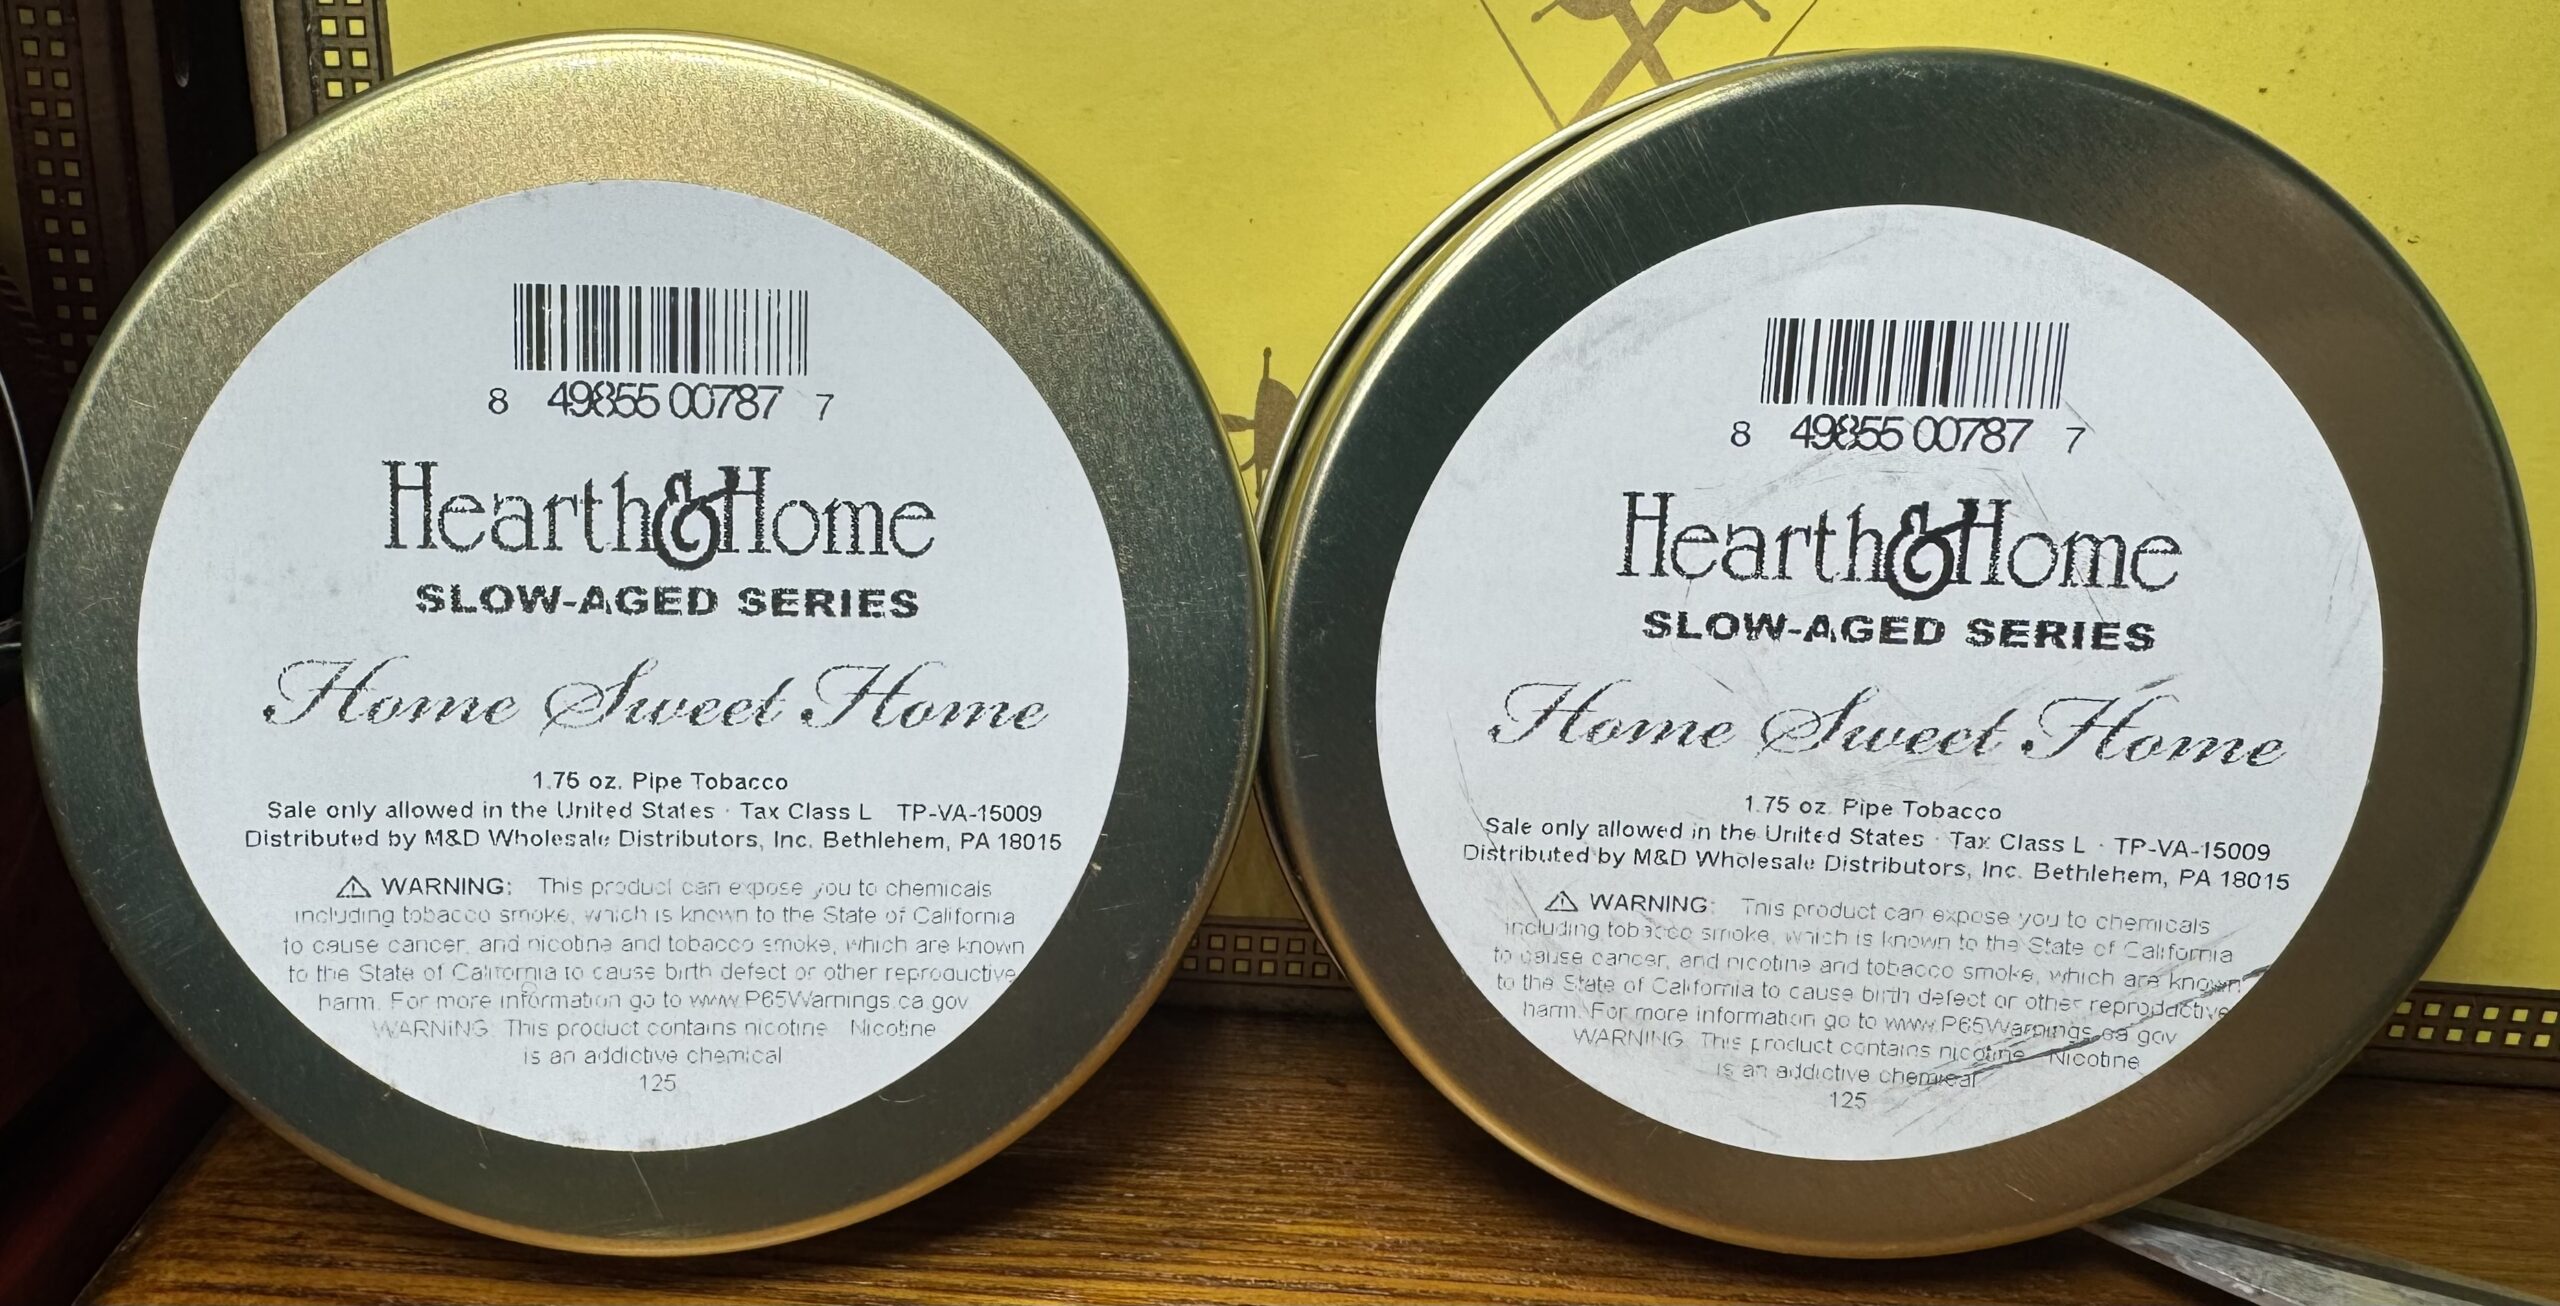 8 49855 00787 7
Hearth & Home
SLOW-AGED SERIES
Home Sweet Home
1.75 oz. Pipe Tobacco
Sale only allowed in the United States · Tax Class L TP-VA-15009
Distributed by M&D Wholesale Distributors, Inc. Bethlehem, PA 18015
⚠ WARNING: This product can expose you to chemicals
including tobacco smoke, which is known to the State of California
to cause cancer, and nicotine and tobacco smoke, which are known
to the State of California to cause birth defect or other reproductive
harm. For more information go to www.P65Warnings.ca.gov
WARNING: This product contains nicotine. Nicotine
is an addictive chemical
125
8 49855 00787 7
Hearth & Home
SLOW-AGED SERIES
Home Sweet Home
1.75 oz. Pipe Tobacco
Sale only allowed in the United States · Tax Class L · TP-VA-15009
Distributed by M&D Wholesale Distributors, Inc. Bethlehem, PA 18015
⚠ WARNING: This product can expose you to chemicals
including tobacco smoke, which is known to the State of California
to cause cancer, and nicotine and tobacco smoke, which are known
to the State of California to cause birth defect or other reproductive
harm. For more information go to www.P65Warnings.ca.gov
WARNING: This product contains nicotine. Nicotine
is an addictive chemical
125